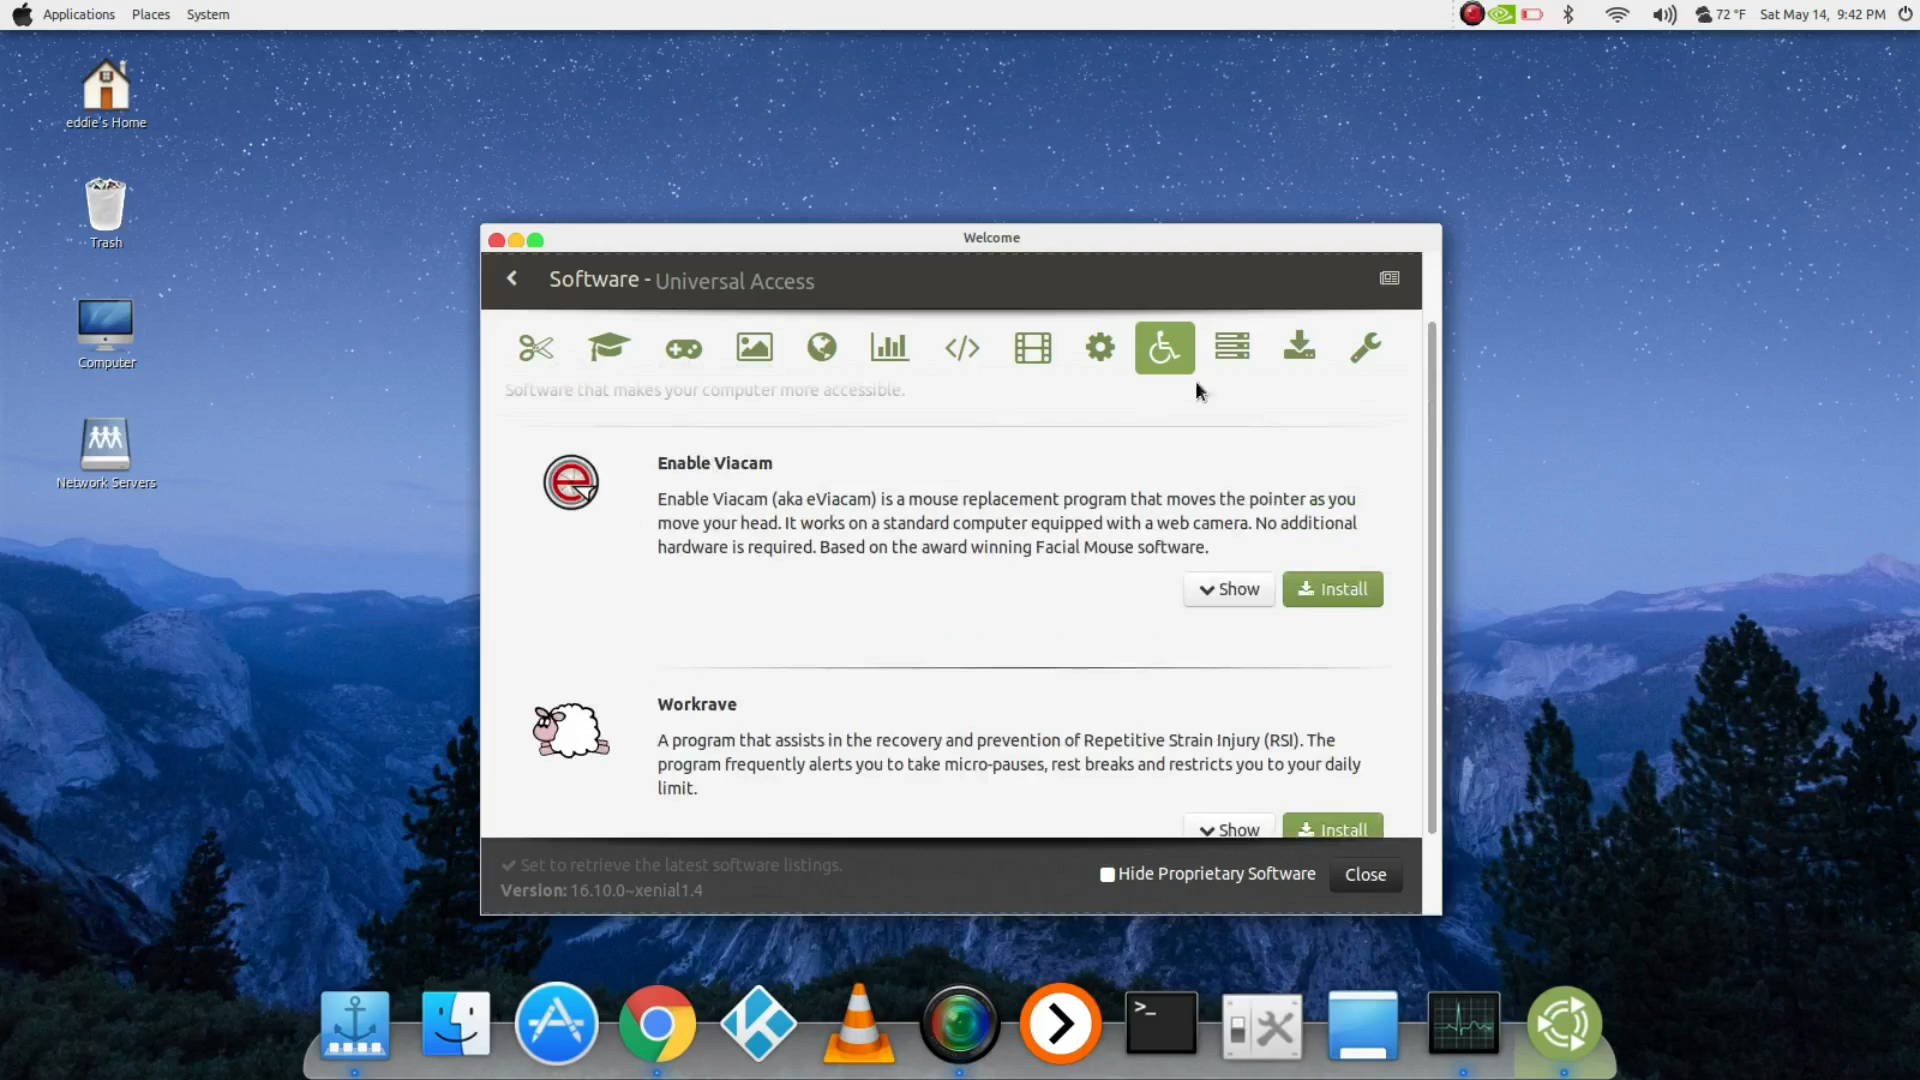 Applications Places System
72 °F Sat May 14, 9:42 PM
eddie's Home
Trash
Computer
Network Servers
Welcome
Software - Universal Access
Software that makes your computer more accessible.
Enable Viacam
Enable Viacam (aka eViacam) is a mouse replacement program that moves the pointer as you
move your head. It works on a standard computer equipped with a web camera. No additional
hardware is required. Based on the award winning Facial Mouse software.
Show Install
Workrave
A program that assists in the recovery and prevention of Repetitive Strain Injury (RSI). The
program frequently alerts you to take micro-pauses, rest breaks and restricts you to your daily
limit.
Show Install
Set to retrieve the latest software listings.
Version: 16.10.0~xenial1.4
Hide Proprietary Software Close
>_